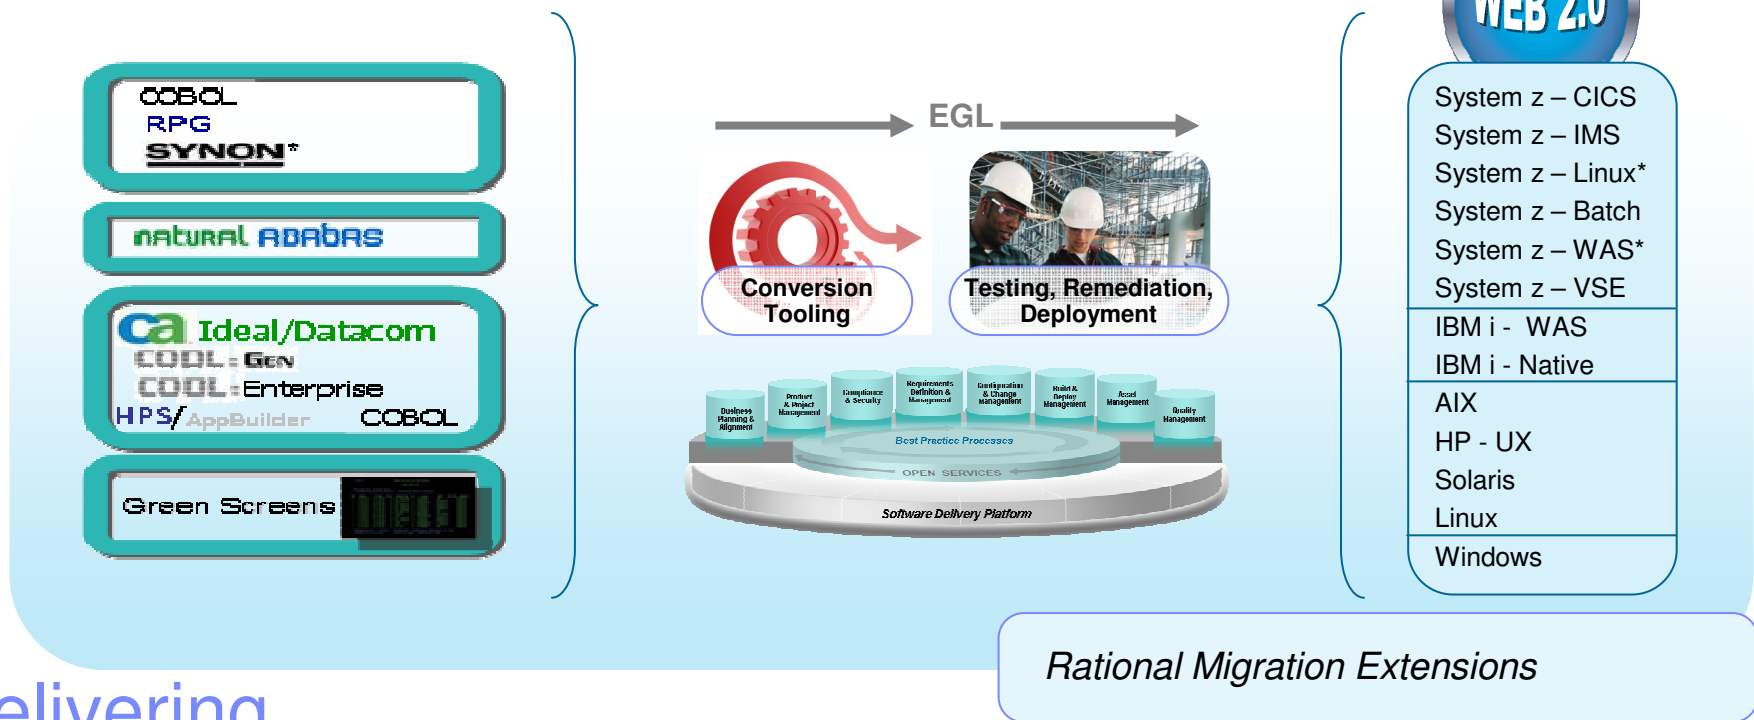 WEB 2.0
COBOL
RPG
SYNON*
natural ADABAS
ca Ideal/Datacom
COOL:Gen
COOL:Enterprise
HPS/AppBuilder COBOL
Green Screens
EGL
Conversion
Tooling
Testing, Remediation,
Deployment
Business
Planning &
Alignment
Product
& Project
Management
Compliance
& Security
Requirements
Definition &
Management
Configuration
& Change
Management
Build &
Deploy
Management
Asset
Management
Quality
Management
Best Practice Processes
OPEN SERVICES
Software Delivery Platform
System z – CICS
System z – IMS
System z – Linux*
System z – Batch
System z – WAS*
System z – VSE
IBM i - WAS
IBM i - Native
AIX
HP - UX
Solaris
Linux
Windows
Rational Migration Extensions
elivering